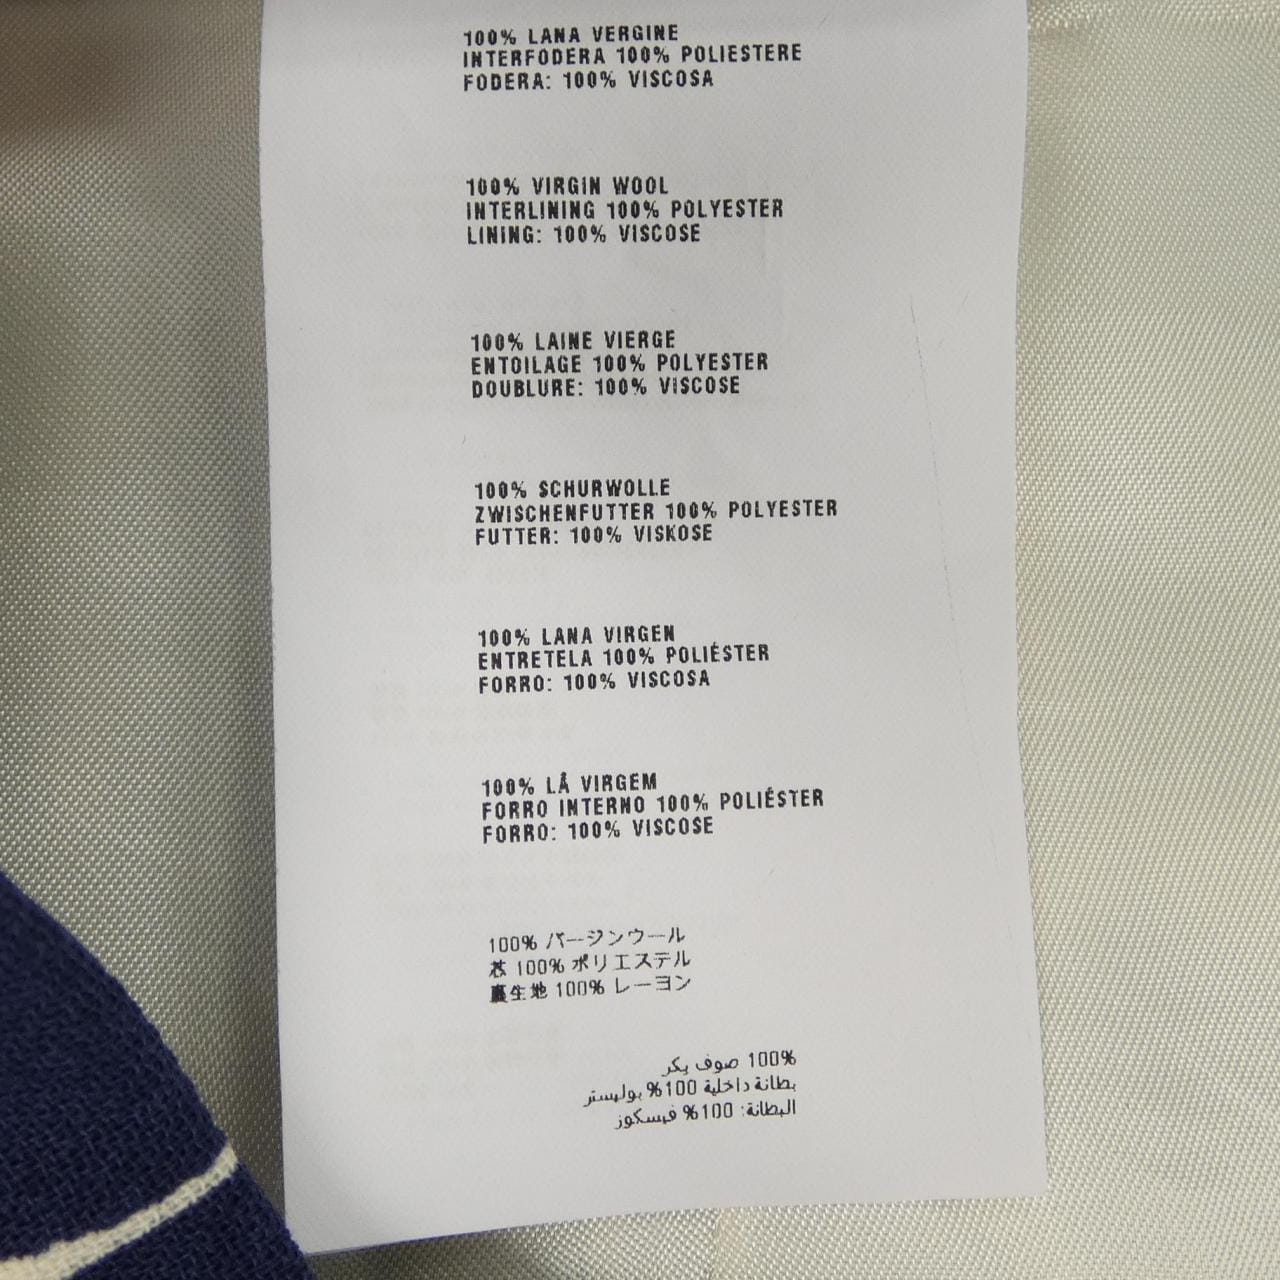 100% LANA VERGINE
INTERFODERA 100% POLIESTERE
FODERA: 100% VISCOSA
100% VIRGIN WOOL
INTERLINING 100% POLYESTER
LINING: 100% VISCOSE
100% LAINE VIERGE
ENTOILAGE 100% POLYESTER
DOUBLURE: 100% VISCOSE
100% SCHURWOLLE
ZWISCHENFUTTER 100% POLYESTER
FUTTER: 100% VISKOSE
100% LANA VIRGEN
ENTRETELA 100% POLIÉSTER
FORRO: 100% VISCOSA
100% LÃ VIRGEM
FORRO INTERNO 100% POLIÉSTER
FORRO: 100% VISCOSE
100% バージンウール
芯 100% ポリエステル
裏生地 100% レーヨン
100% صوف بكر
بطانة داخلية 100% بوليستر
البطانة: 100% فيسكوز